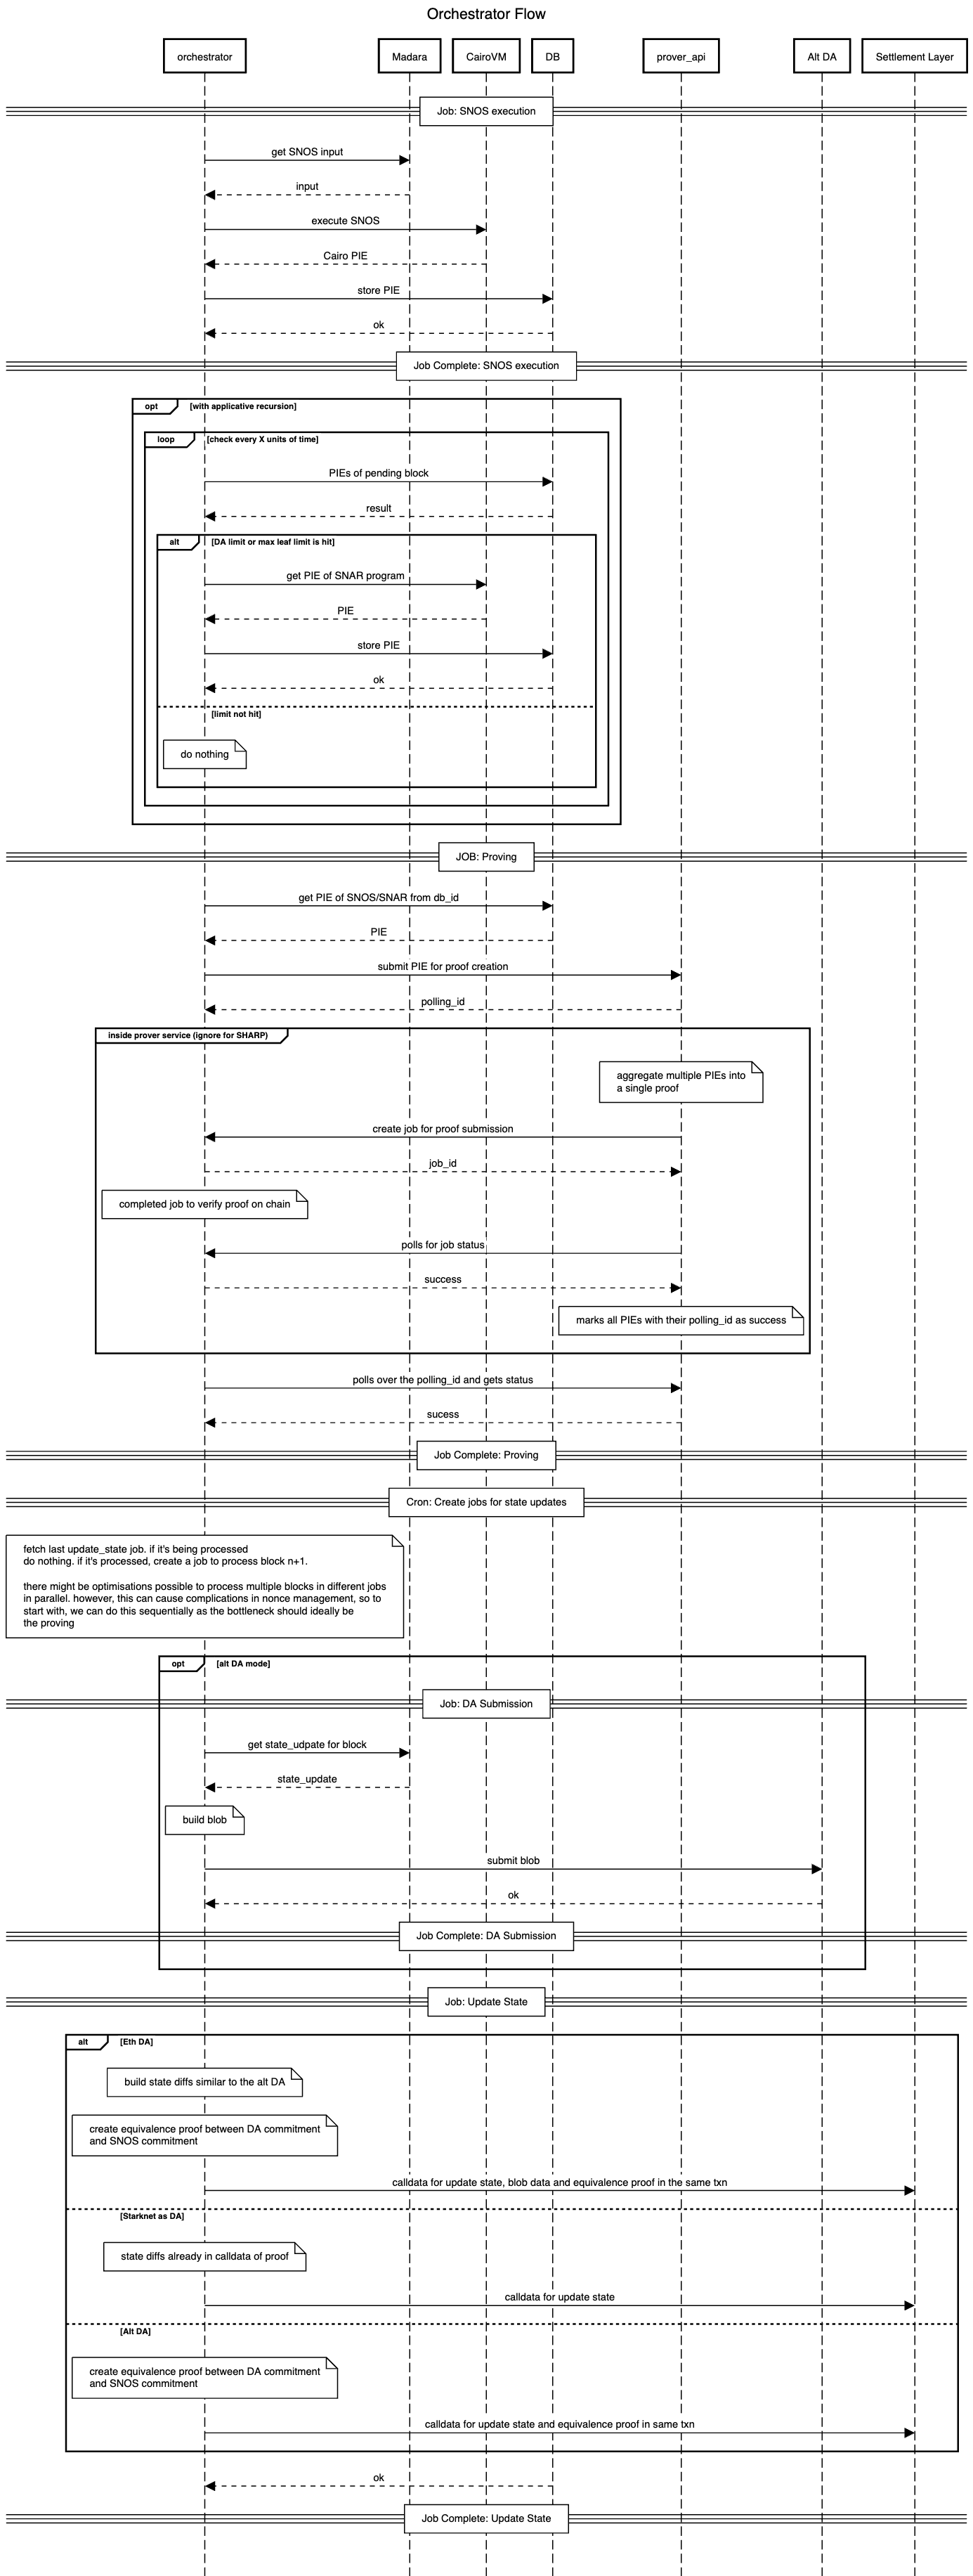 Orchestrator Flow
orchestrator
Madara
CairoVM
DB
prover_api
Alt DA
Settlement Layer
Job: SNOS execution
get SNOS input
input
execute SNOS
Cairo PIE
store PIE
ok
Job Complete: SNOS execution
opt
[with applicative recursion]
loop
[check every X units of time]
PIEs of pending block
result
alt
[DA limit or max leaf limit is hit]
get PIE of SNAR program
PIE
store PIE
ok
[limit not hit]
do nothing
JOB: Proving
get PIE of SNOS/SNAR from db_id
PIE
submit PIE for proof creation
polling_id
inside prover service (ignore for SHARP)
aggregate multiple PIEs into
a single proof
create job for proof submission
job_id
completed job to verify proof on chain
polls for job status
success
marks all PIEs with their polling_id as success
polls over the polling_id and gets status
sucess
Job Complete: Proving
Cron: Create jobs for state updates
fetch last update_state job. if it's being processed
do nothing. if it's processed, create a job to process block n+1.
there might be optimisations possible to process multiple blocks in different jobs
in parallel. however, this can cause complications in nonce management, so to
start with, we can do this sequentially as the bottleneck should ideally be
the proving
opt
[alt DA mode]
Job: DA Submission
get state_udpate for block
state_update
build blob
submit blob
ok
Job Complete: DA Submission
Job: Update State
alt
[Eth DA]
build state diffs similar to the alt DA
create equivalence proof between DA commitment
and SNOS commitment
calldata for update state, blob data and equivalence proof in the same txn
[Starknet as DA]
state diffs already in calldata of proof
calldata for update state
[Alt DA]
create equivalence proof between DA commitment
and SNOS commitment
calldata for update state and equivalence proof in same txn
ok
Job Complete: Update State